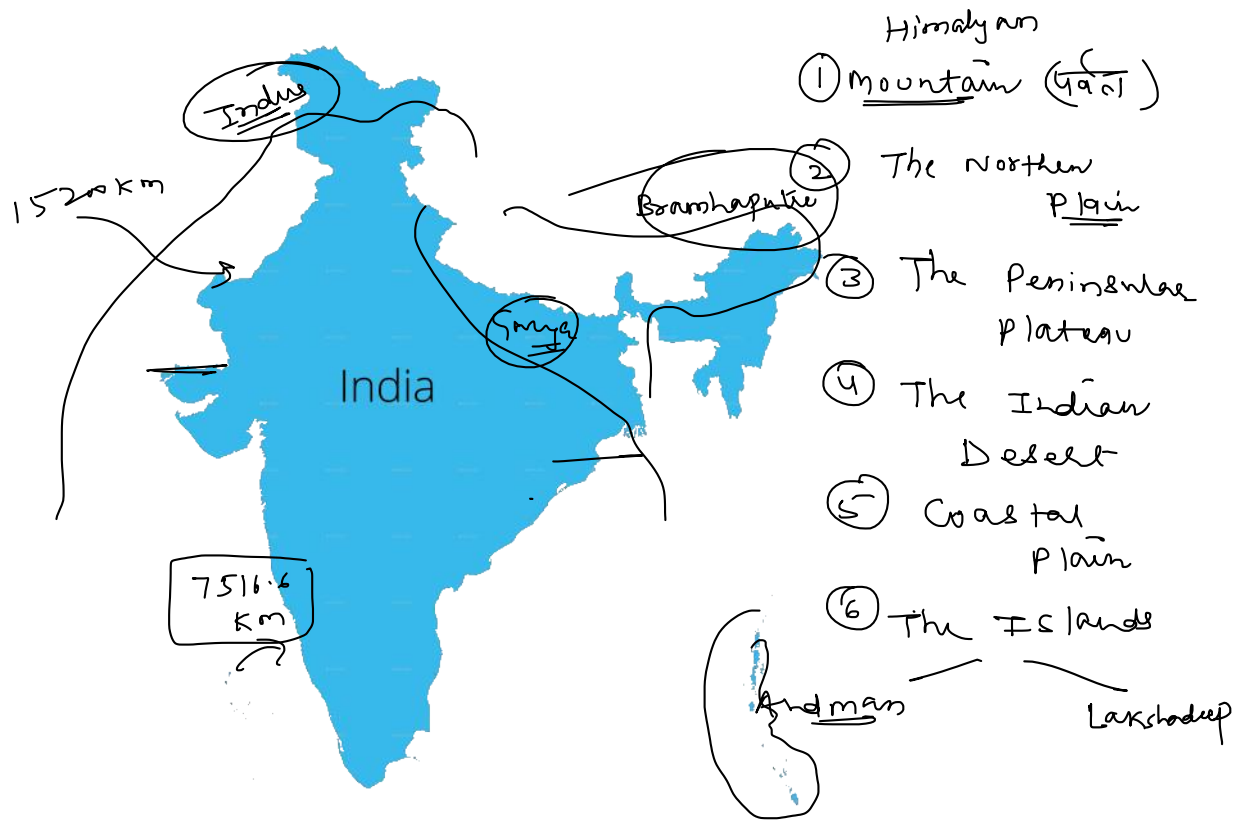 Himalyan
① Mountain (पर्वत)
Indus
② The Northen
Plain
Bramhaputra
15200 Km
③ The Peninsular
Plateau
Ganga
India
④ The Indian
Desert
⑤ Coastal
Plain
7516.6
Km
⑥ The Islands
Andman
Lakshadeep